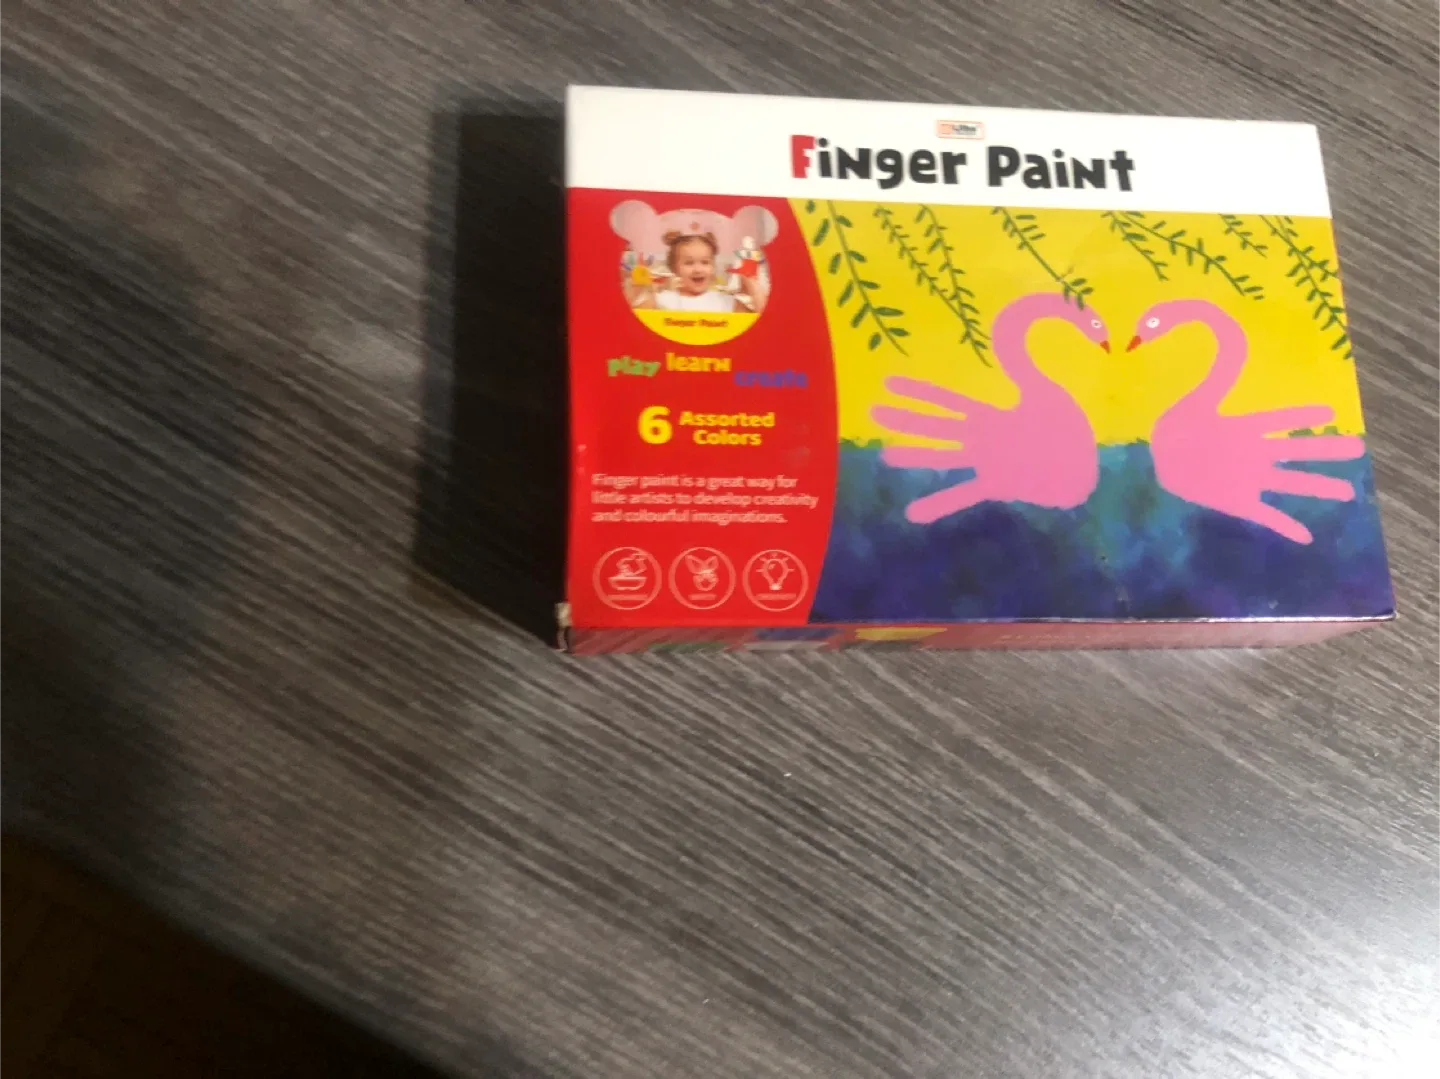 Finger Paint
Finger Paint
play learn
create
6 Assorted
Colors
Finger paint is a great way for
little artists to develop creativity
and colourful imaginations.